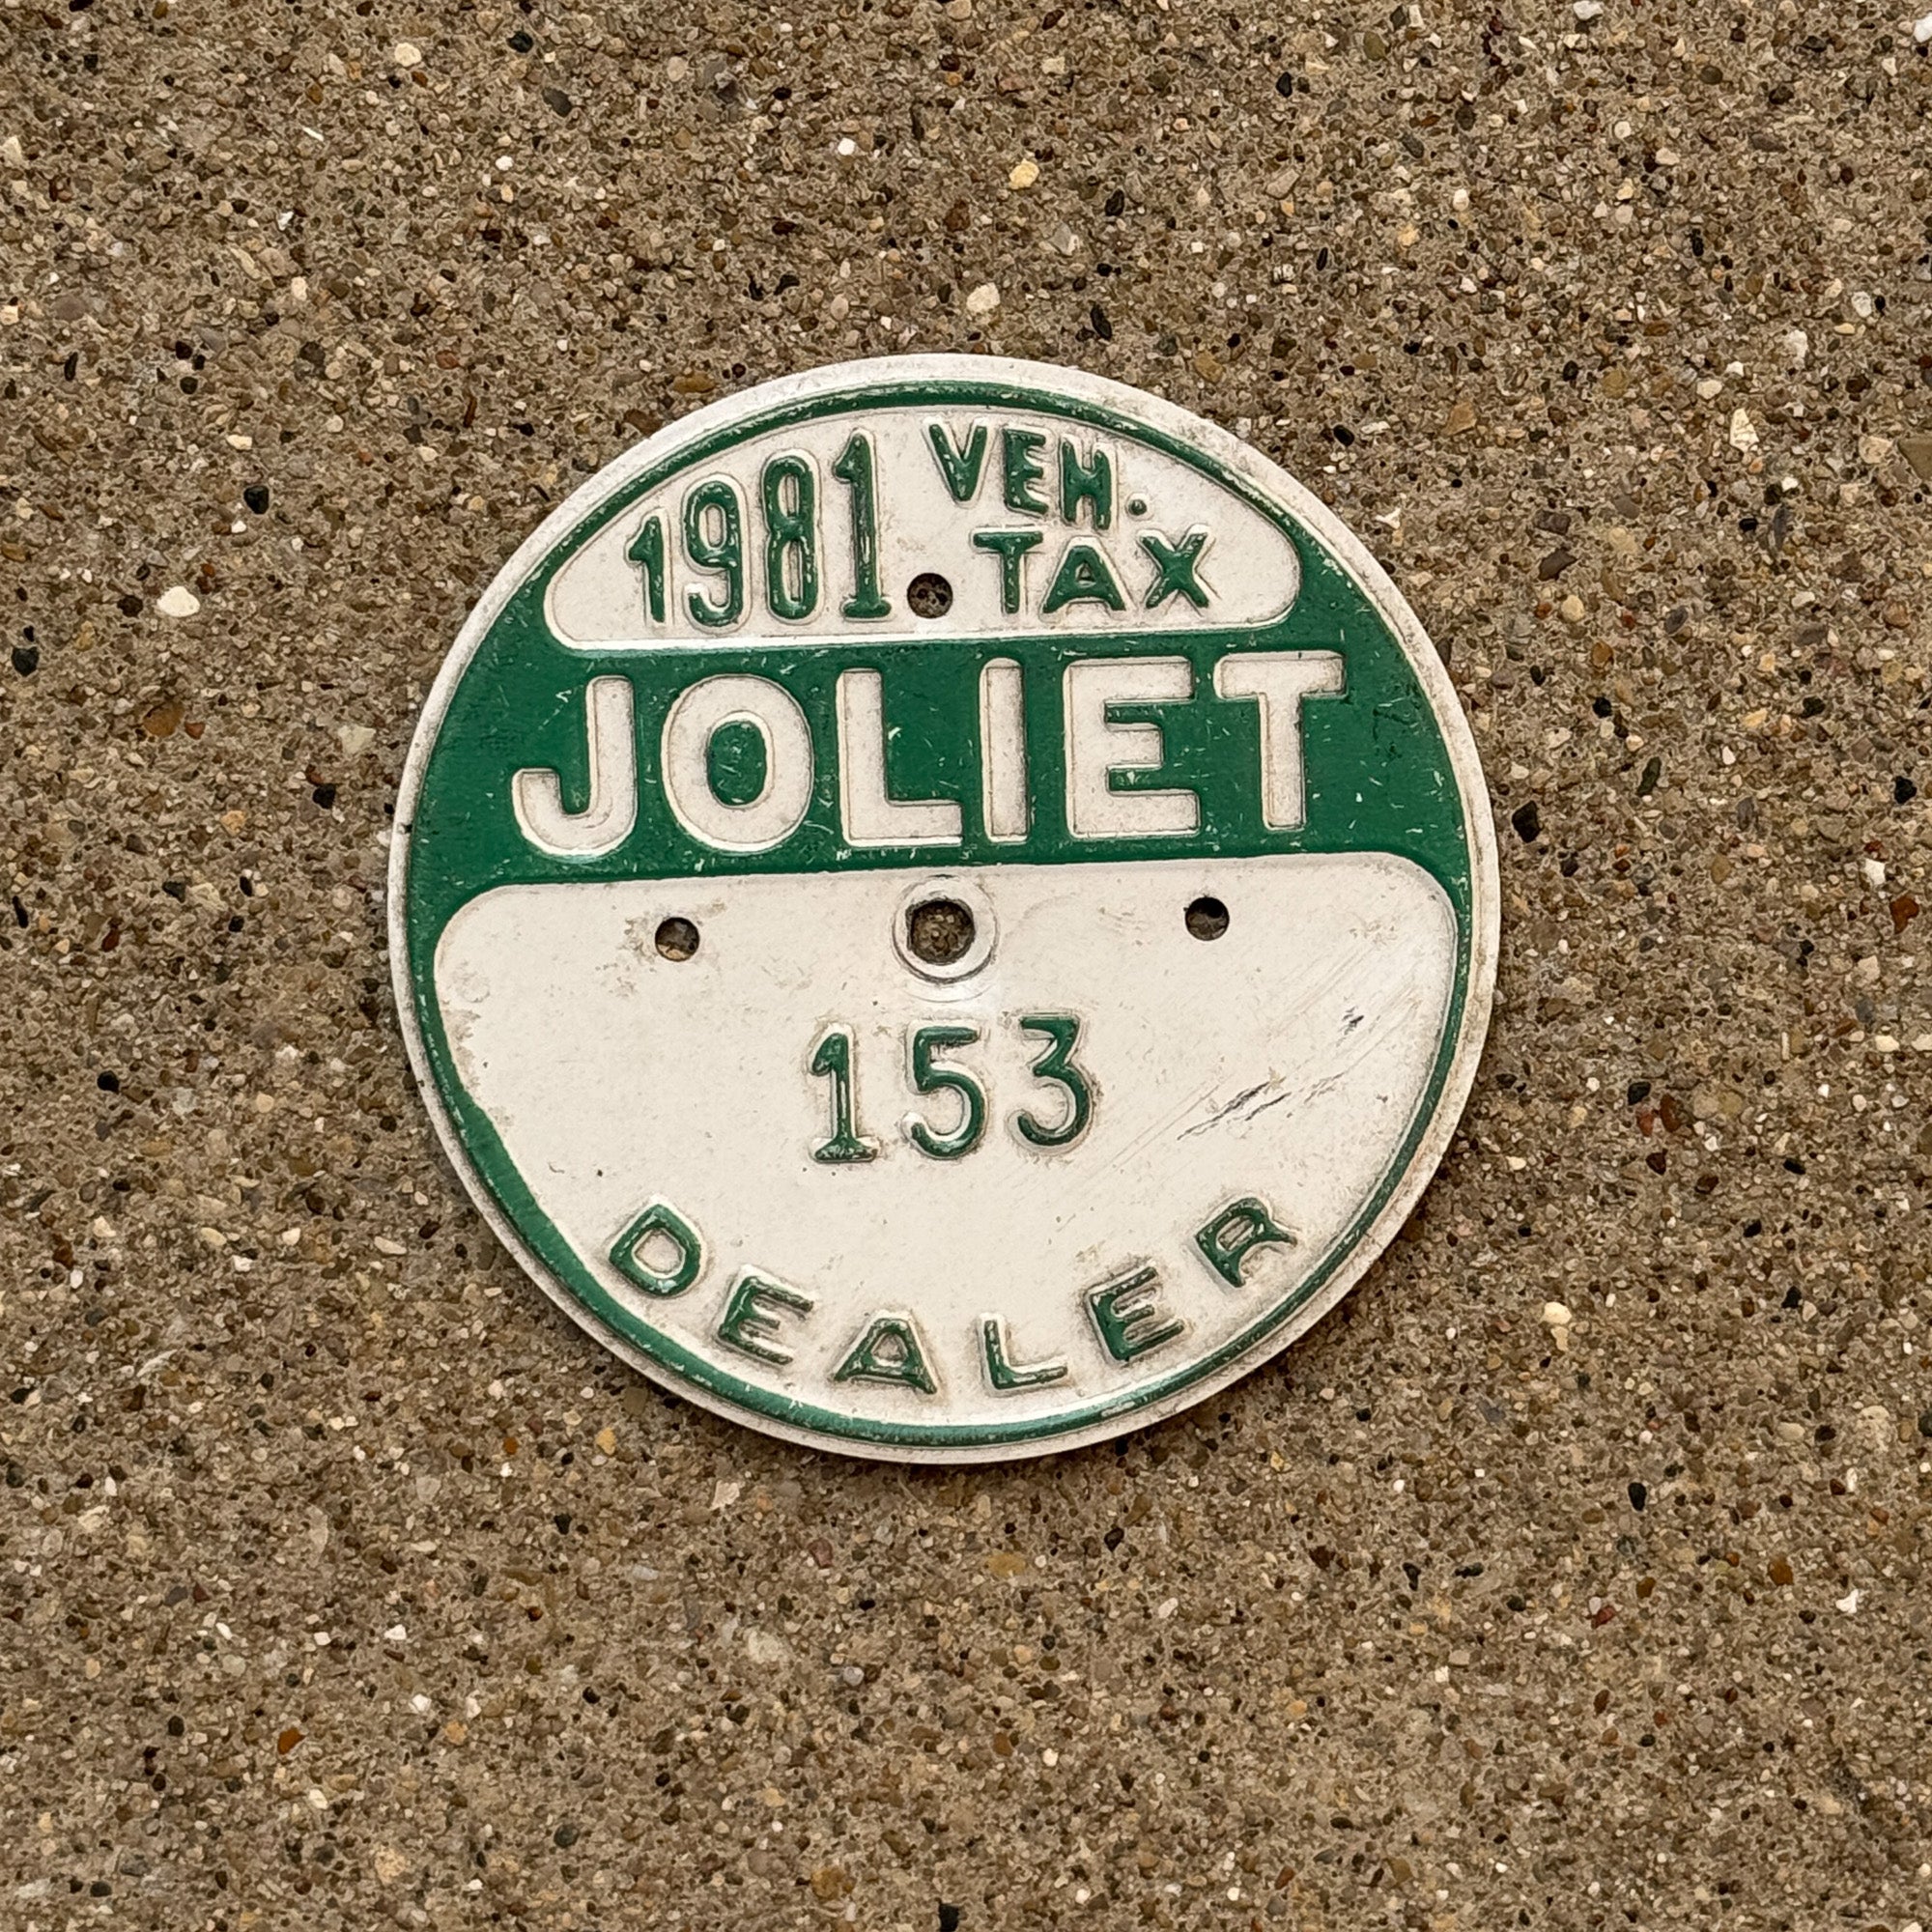 1981 VEH.
TAX
JOLIET
153
DEALER